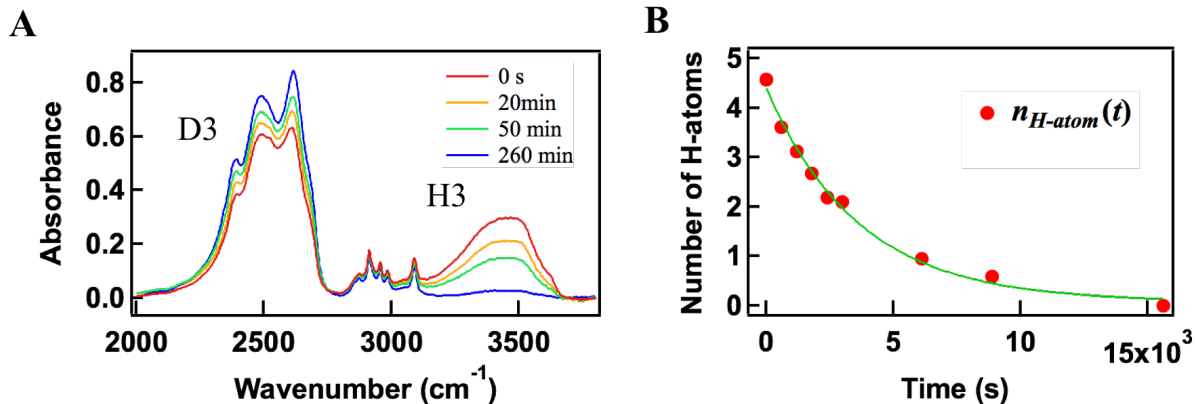 A
Absorbance
0.8
0.6
0.4
0.2
0.0
D3
H3
0 s
20min
50 min
260 min
2000
2500
3000
3500
Wavenumber (cm⁻¹)
B
Number of H-atoms
5
4
3
2
1
0
n_H-atom(t)
0
5
10
15x10³
Time (s)